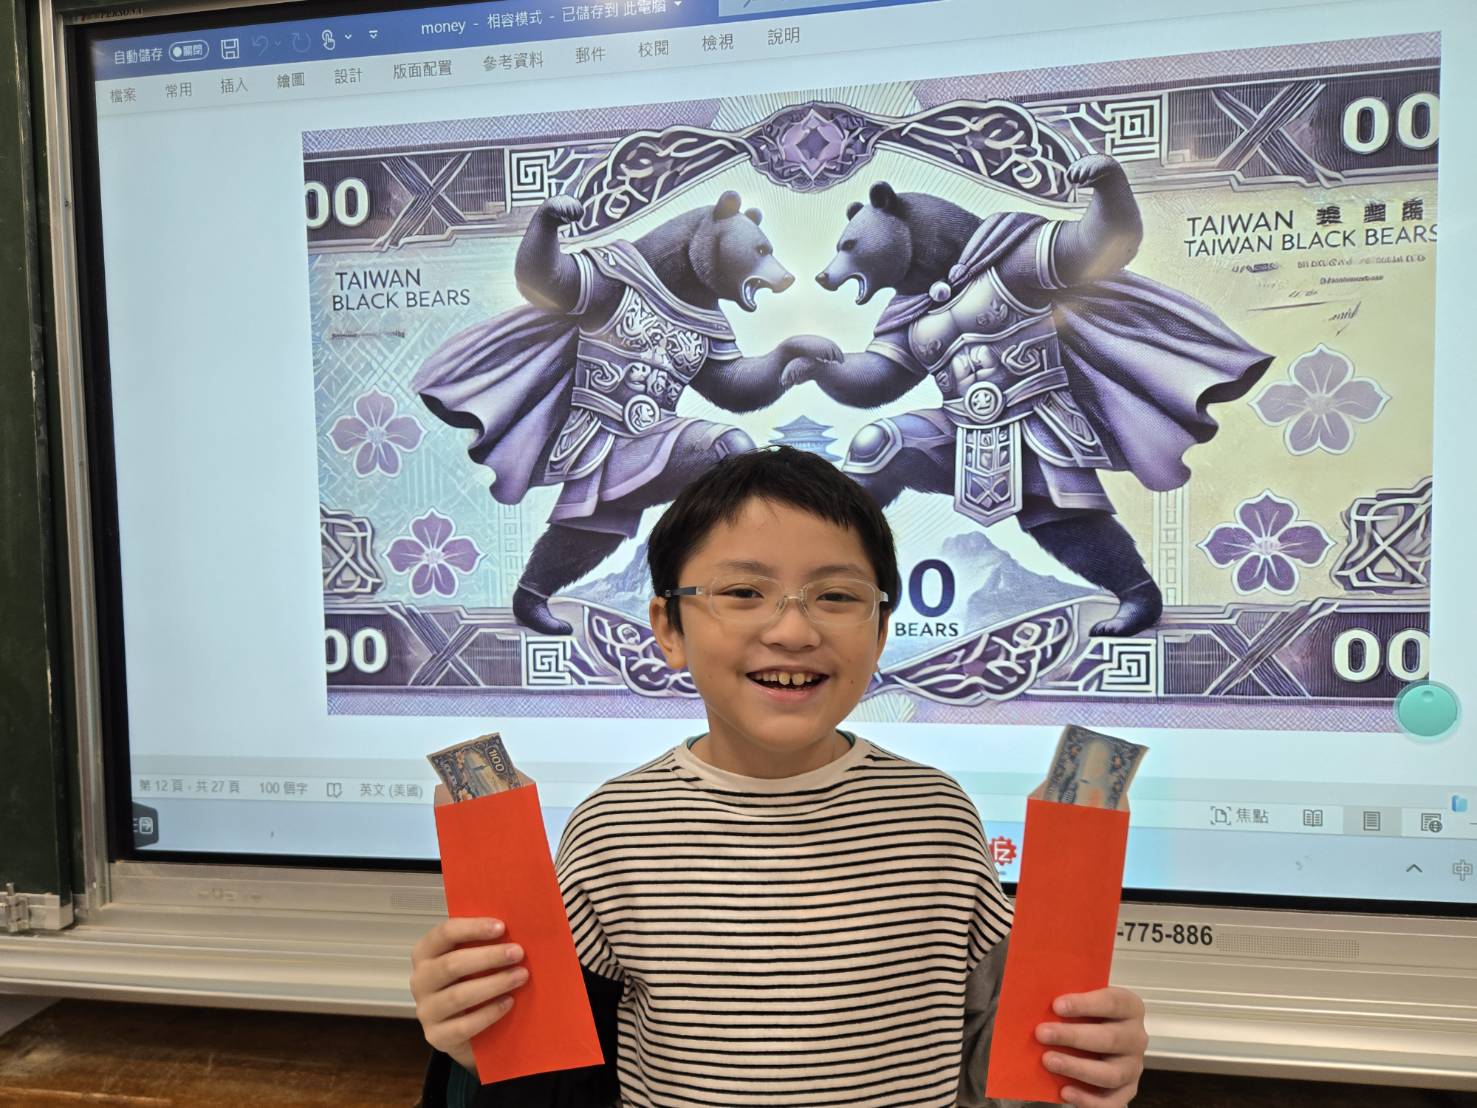 money - 相容模式 - 已儲存到 此電腦
自動儲存 關閉
檔案 常用 插入 繪圖 設計 版面配置 參考資料 郵件 校閱 檢視 說明
00
00
TAIWAN
BLACK BEARS
TAIWAN
TAIWAN BLACK BEARS
00
BEARS
00
00
100
第 12 頁，共 27 頁 100 個字 英文 (美國)
焦點
中
FZ
-775-886